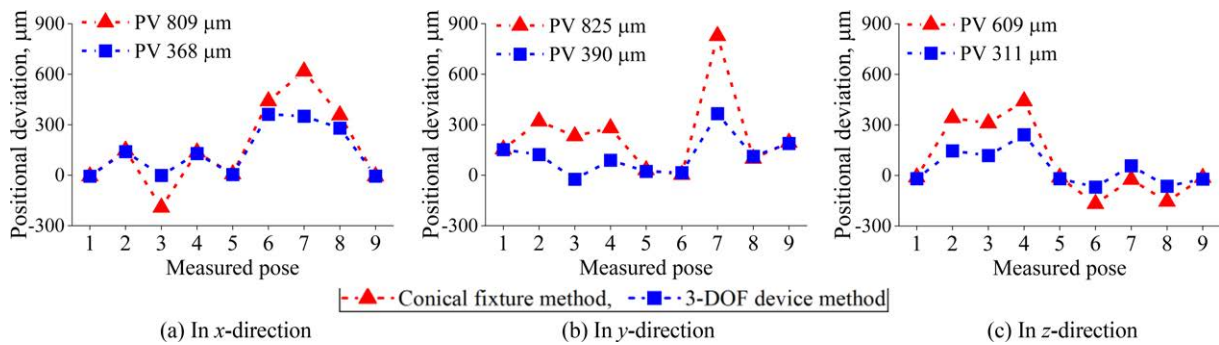 Positional deviation, μm
900
600
300
0
-300
PV 809 μm
PV 368 μm
1 2 3 4 5 6 7 8 9
Measured pose
Positional deviation, μm
900
600
300
0
-300
PV 825 μm
PV 390 μm
1 2 3 4 5 6 7 8 9
Measured pose
Positional deviation, μm
900
600
300
0
-300
PV 609 μm
PV 311 μm
1 2 3 4 5 6 7 8 9
Measured pose
Conical fixture method, 3-DOF device method
(a) In x-direction
(b) In y-direction
(c) In z-direction